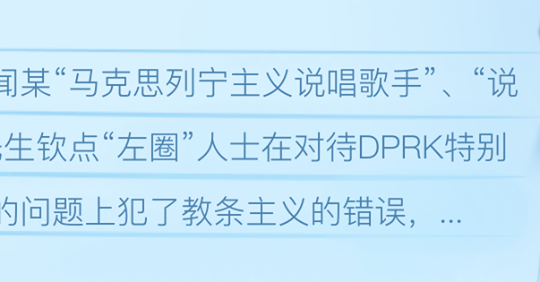 闻某“马克思列宁主义说唱歌手”、“说
生钦点“左圈”人士在对待DPRK特别
的问题上犯了教条主义的错误，...